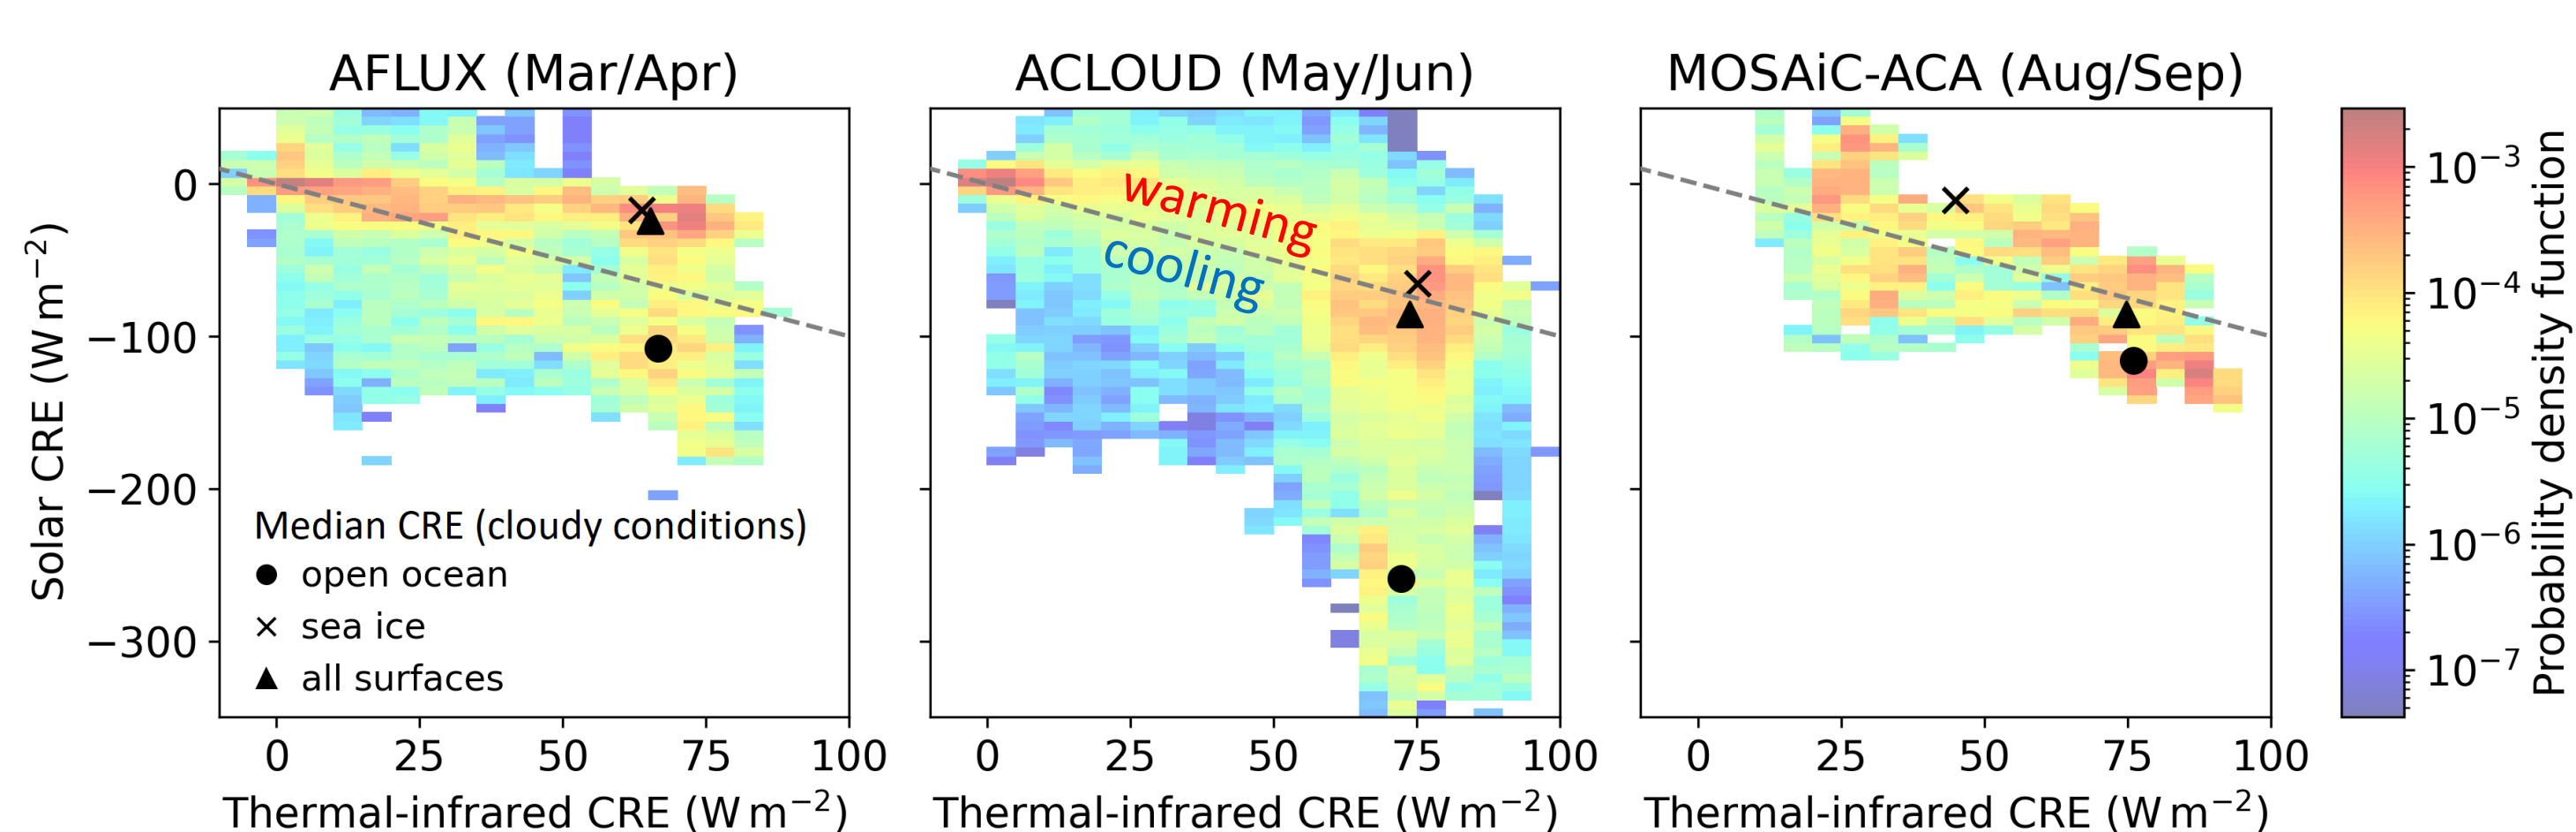 AFLUX (Mar/Apr)
ACLOUD (May/Jun)
MOSAiC-ACA (Aug/Sep)
Solar CRE (W m⁻²)
0
−100
−200
−300
warming
cooling
Median CRE (cloudy conditions)
open ocean
sea ice
all surfaces
0 25 50 75 100
0 25 50 75 100
0 25 50 75 100
Thermal-infrared CRE (W m⁻²)
Thermal-infrared CRE (W m⁻²)
Thermal-infrared CRE (W m⁻²)
10⁻³
10⁻⁴
10⁻⁵
10⁻⁶
10⁻⁷
Probability density function